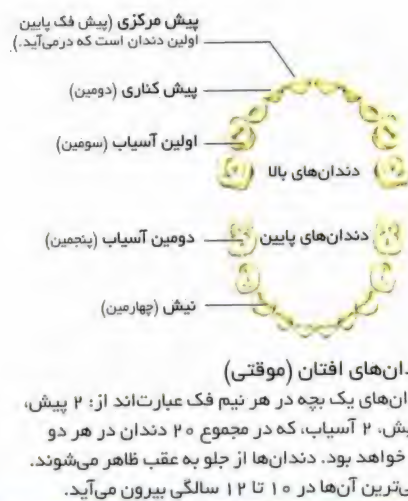 پیش مرکزی (پیش فک پایین
اولین دندان است که درمی‌آید.)
پیش کناری (دومین)
اولین آسیاب (سومین)
دندان‌های بالا
دندان‌های پایین
دومین آسیاب (پنجمین)
نیش (چهارمین)
دان‌های افتان (موقتی)
ان‌های یک بچه در هر نیم فک عبارت‌اند از: ۲ پیش،
یش، ۲ آسیاب، که در مجموع ۲۰ دندان در هر دو
خواهد بود. دندان‌ها از جلو به عقب ظاهر می‌شوند.
ی‌ترین آن‌ها در ۱۰ تا ۱۲ سالگی بیرون می‌آید.